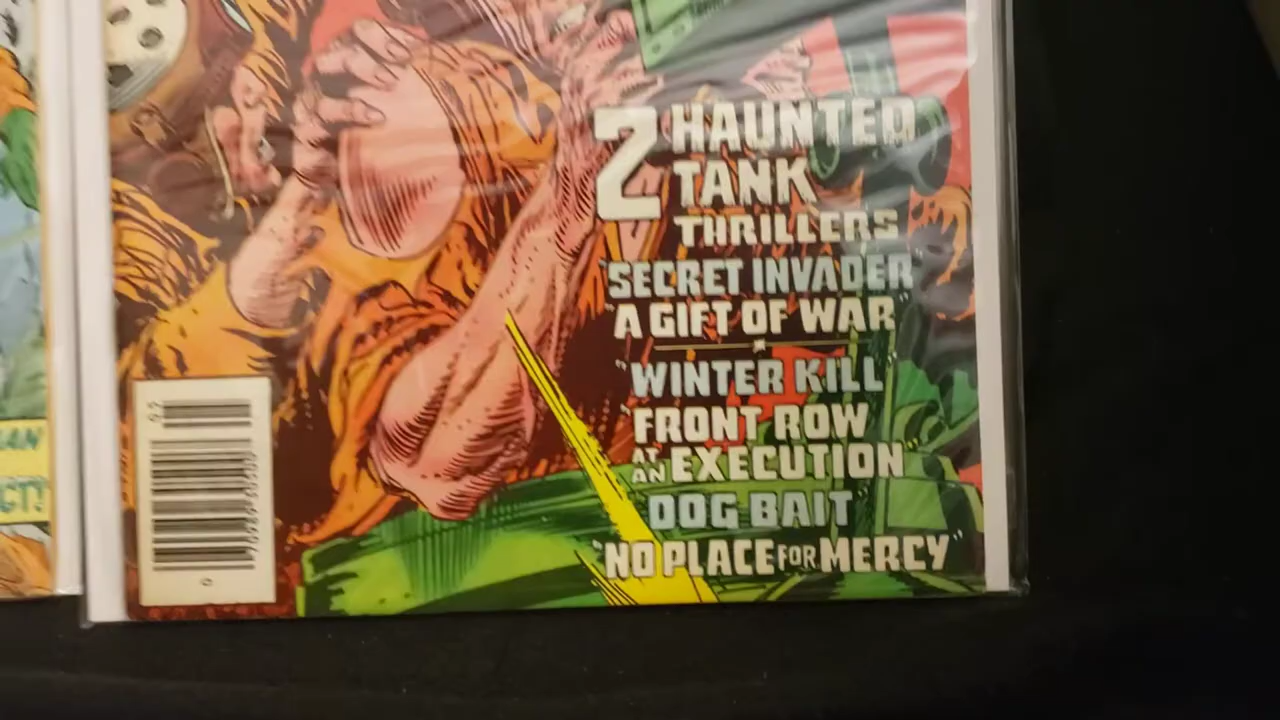 2 HAUNTED
TANK
THRILLERS
"SECRET INVADER"
"A GIFT OF WAR"
"WINTER KILL"
"FRONT ROW
AT AN EXECUTION"
"DOG BAIT"
"NO PLACE FOR MERCY"